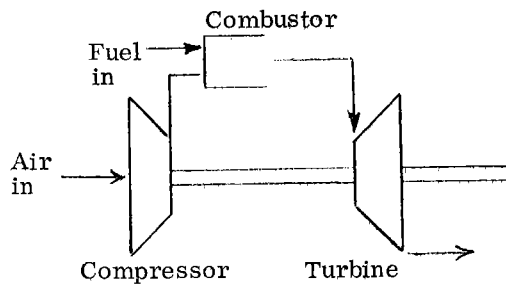 Combustor
Fuel
in
Air
in
Compressor
Turbine